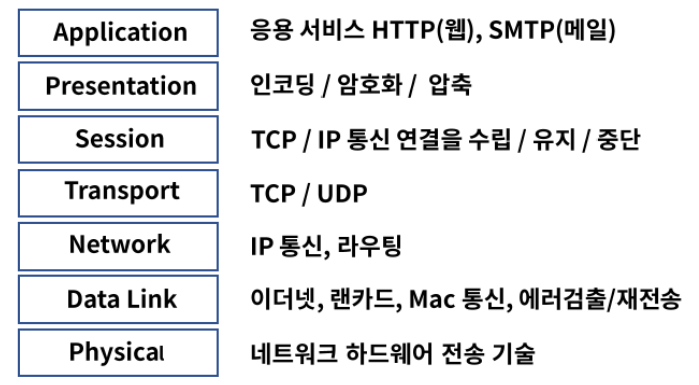 Application 응용 서비스 HTTP(웹), SMTP(메일)
Presentation 인코딩 / 암호화 / 압축
Session TCP / IP 통신 연결을 수립 / 유지 / 중단
Transport TCP / UDP
Network IP 통신, 라우팅
Data Link 이더넷, 랜카드, Mac 통신, 에러검출/재전송
Physical 네트워크 하드웨어 전송 기술